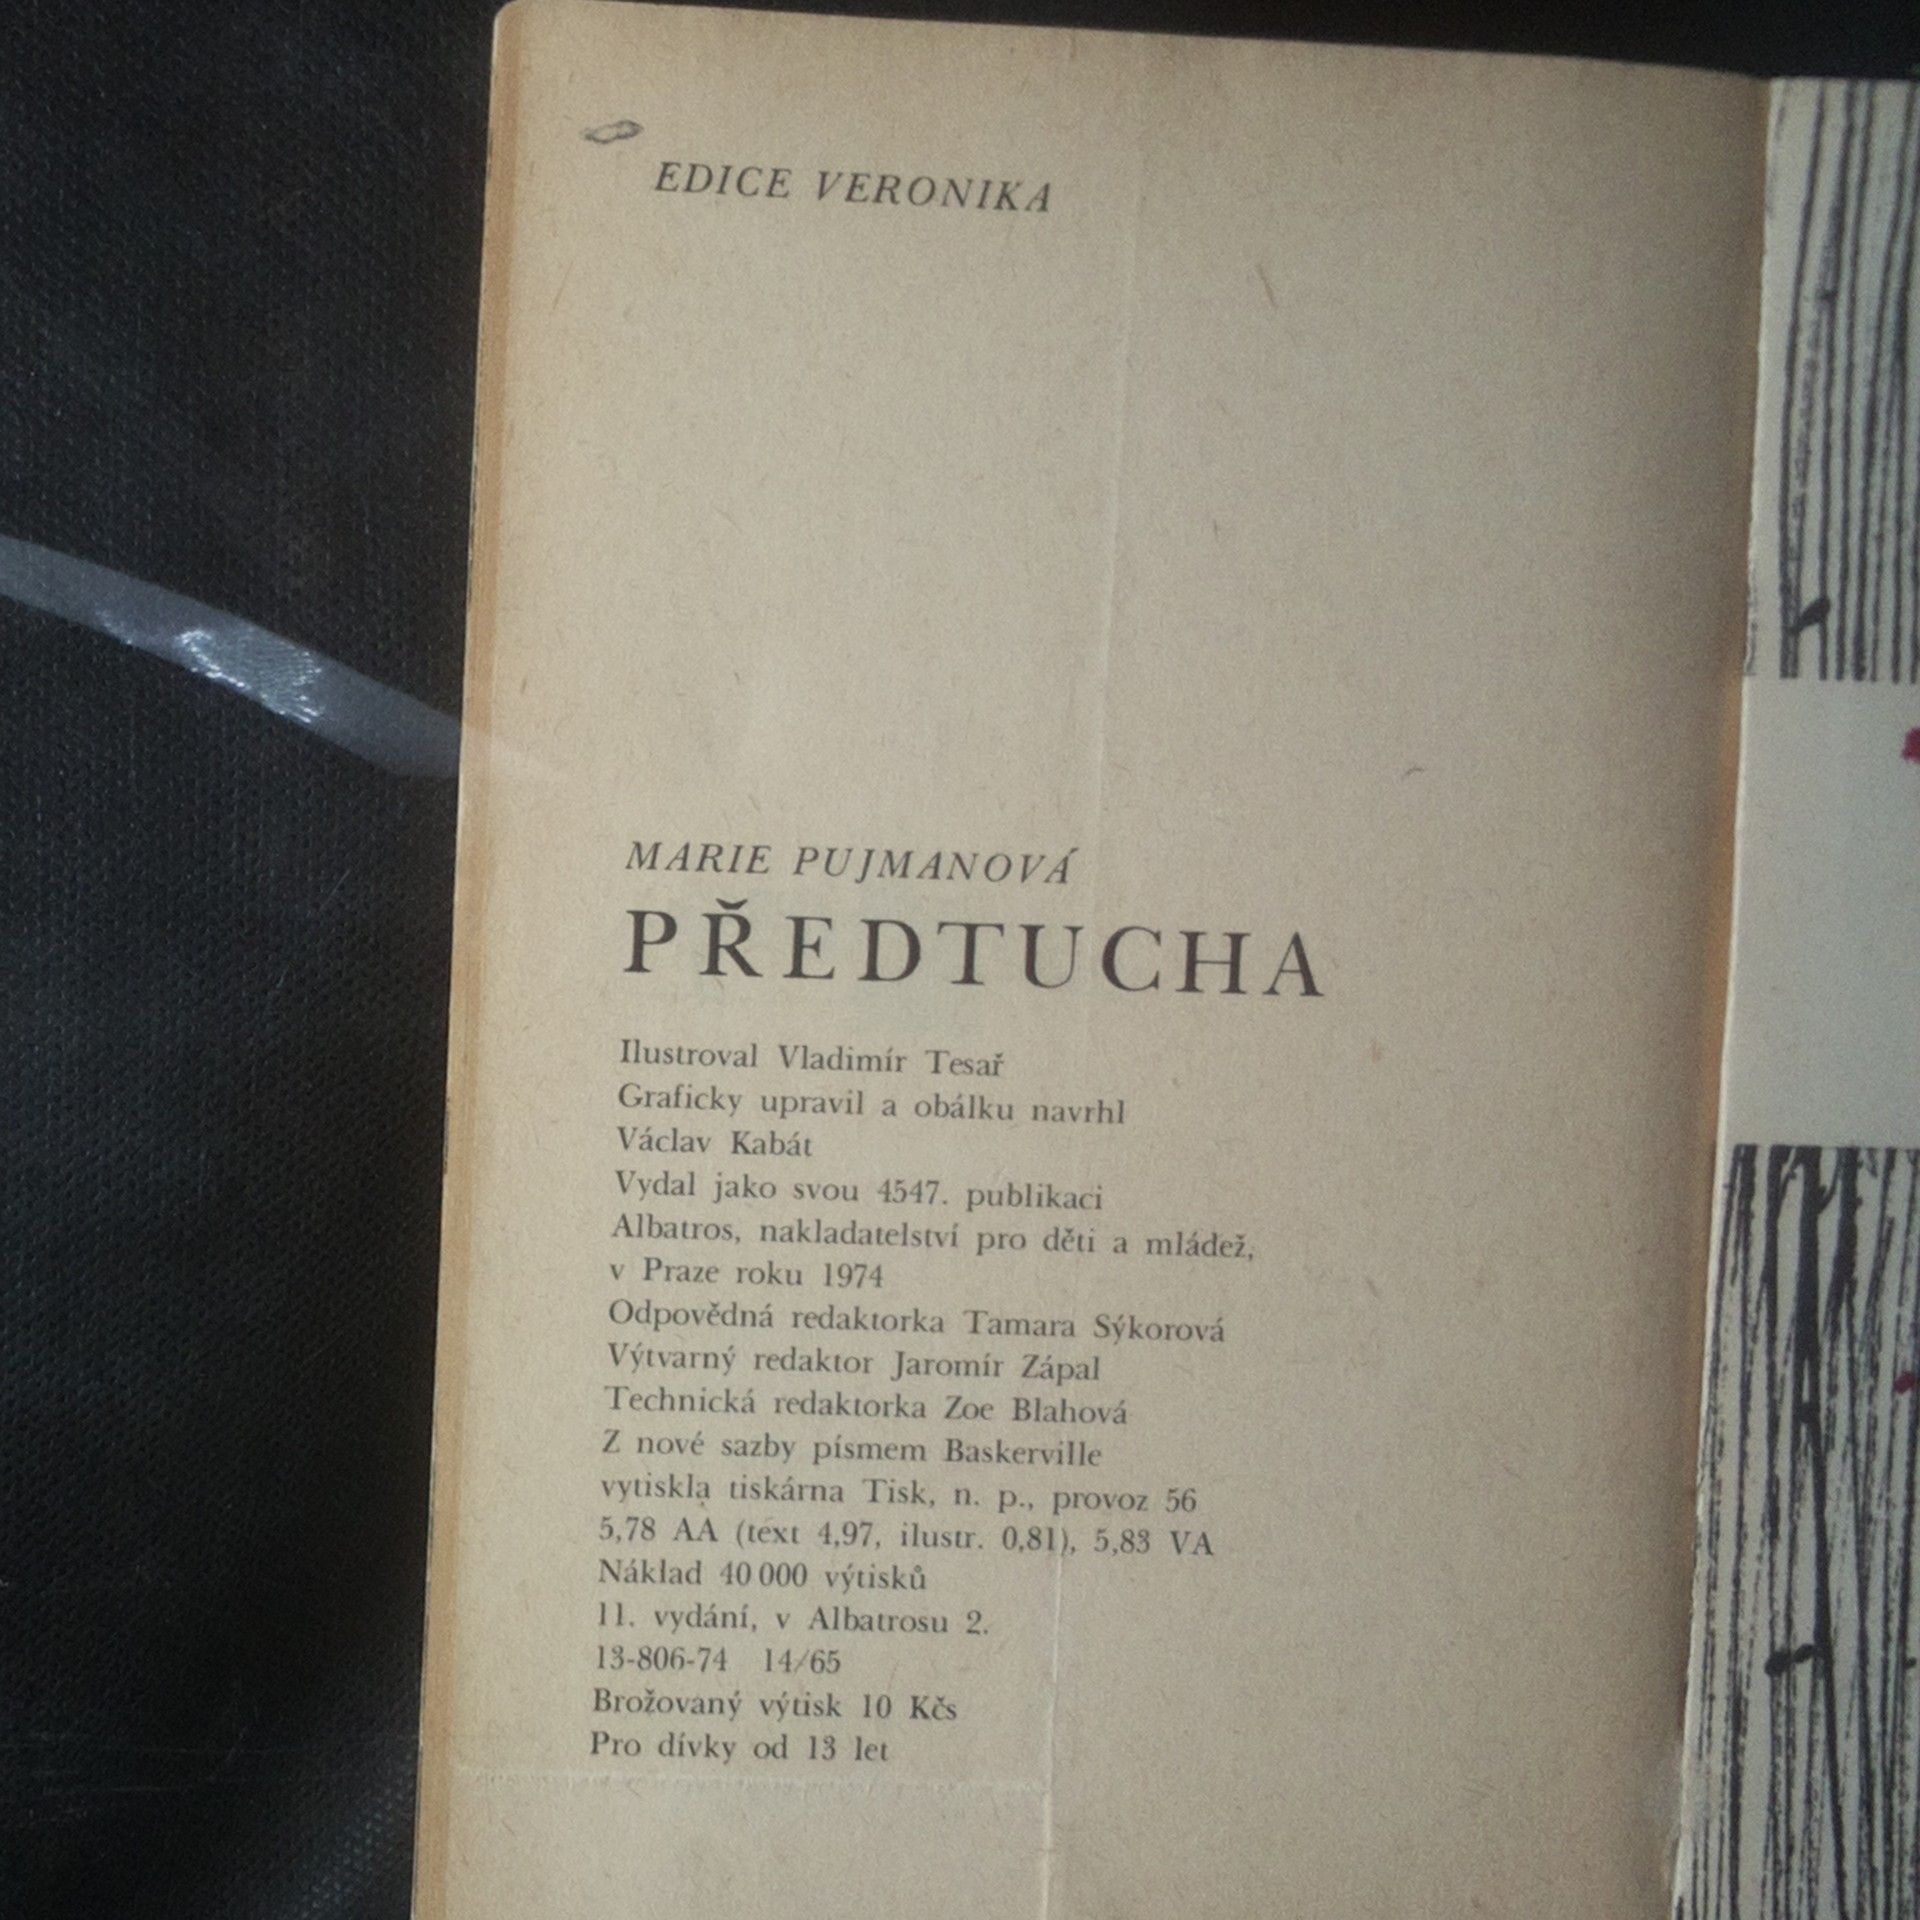 EDICE VERONIKA
MARIE PUJMANOVÁ
PŘEDTUCHA
Ilustroval Vladimír Tesař
Graficky upravil a obálku navrhl
Václav Kabát
Vydal jako svou 4547. publikaci
Albatros, nakladatelství pro děti a mládež,
v Praze roku 1974
Odpovědná redaktorka Tamara Sýkorová
Výtvarný redaktor Jaromír Zápal
Technická redaktorka Zoe Blahová
Z nové sazby písmem Baskerville
vytiskla tiskárna Tisk, n. p., provoz 56
5,78 AA (text 4,97, ilustr. 0,81), 5,83 VA
Náklad 40 000 výtisků
11. vydání, v Albatrosu 2.
13-806-74 14/65
Brožovaný výtisk 10 Kčs
Pro dívky od 13 let